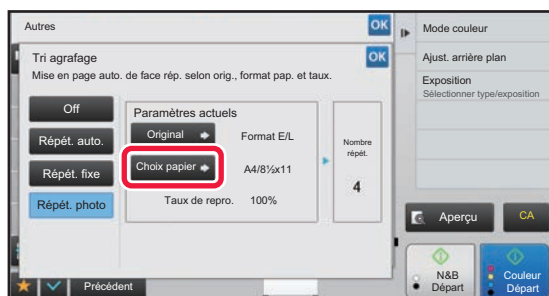 Autres
OK
Tri agrafage
OK
Mise en page auto. de face rép. selon orig., format pap. et taux.
Off
Répét. auto.
Répét. fixe
Répét. photo
Paramètres actuels
Original
Format E/L
Choix papier
A4/8½x11
Taux de repro. 100%
Nombre
répét.
4
Précédent
Mode couleur
Ajust. arrière plan
Exposition
Sélectionner type/exposition
Aperçu
CA
N&B
Départ
Couleur
Départ